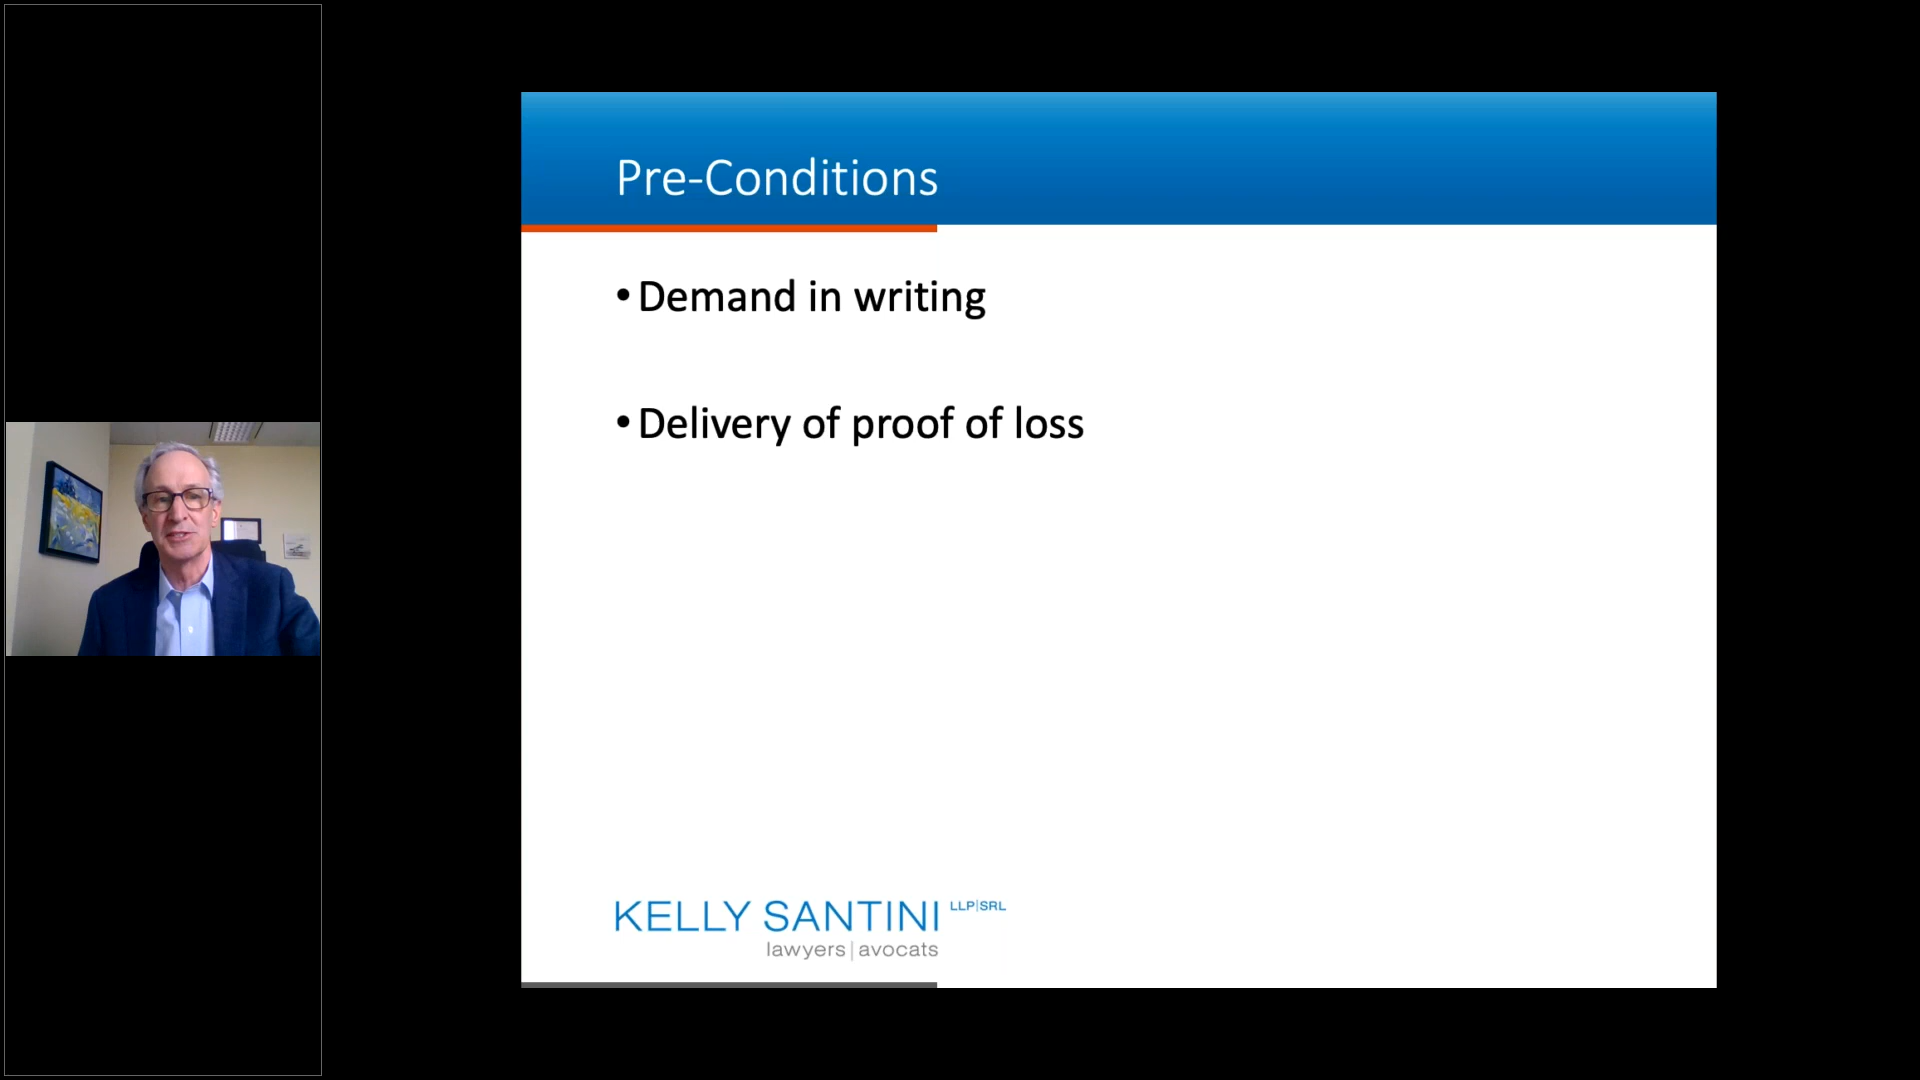 Pre-Conditions
• Demand in writing
• Delivery of proof of loss
KELLY SANTINI LLP|SRL
lawyers|avocats